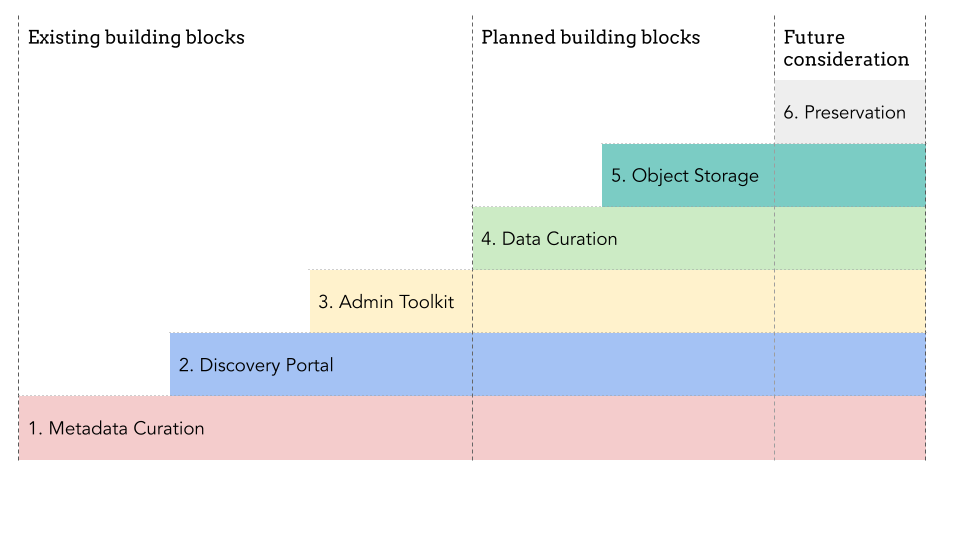 Existing building blocks
Planned building blocks
Future
consideration
6. Preservation
5. Object Storage
4. Data Curation
3. Admin Toolkit
2. Discovery Portal
1. Metadata Curation